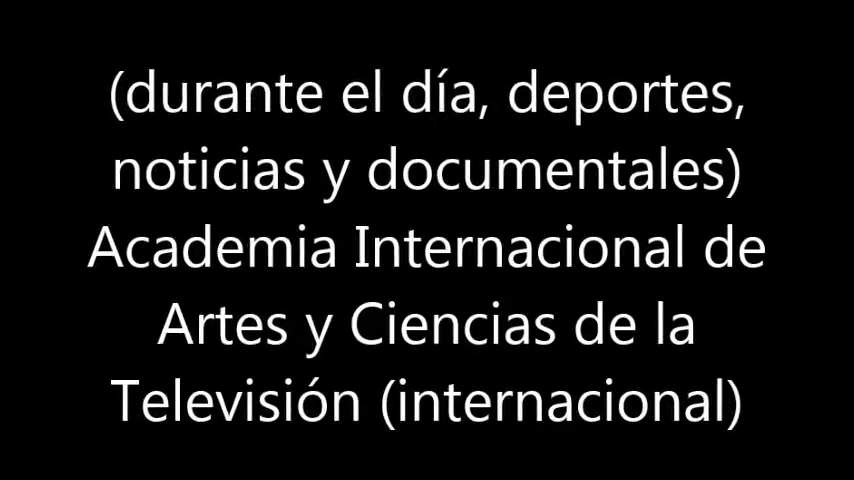 (durante el día, deportes,
noticias y documentales)
Academia Internacional de
Artes y Ciencias de la
Televisión (internacional)